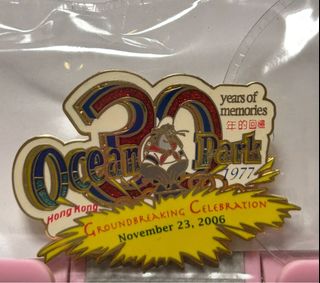 30
years of
memories
年的回憶
Ocean Park
1977
Hong Kong
GROUNDBREAKING CELEBRATION
November 23, 2006